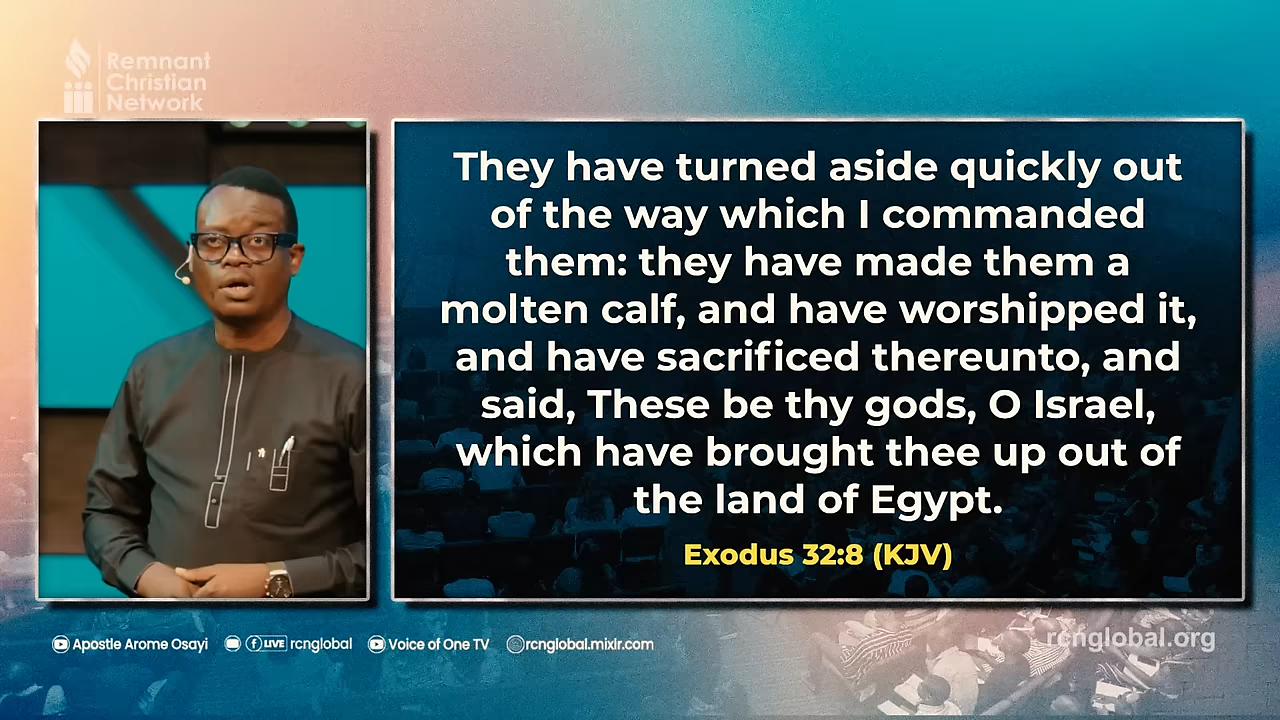 Remnant
Christian
Network
They have turned aside quickly out
of the way which I commanded
them: they have made them a
molten calf, and have worshipped it,
and have sacrificed thereunto, and
said, These be thy gods, O Israel,
which have brought thee up out of
the land of Egypt.
Exodus 32:8 (KJV)
Apostle Arome Osayi
LIVE rcnglobal
Voice of One TV
rcnglobal.mixlr.com
rcnglobal.org